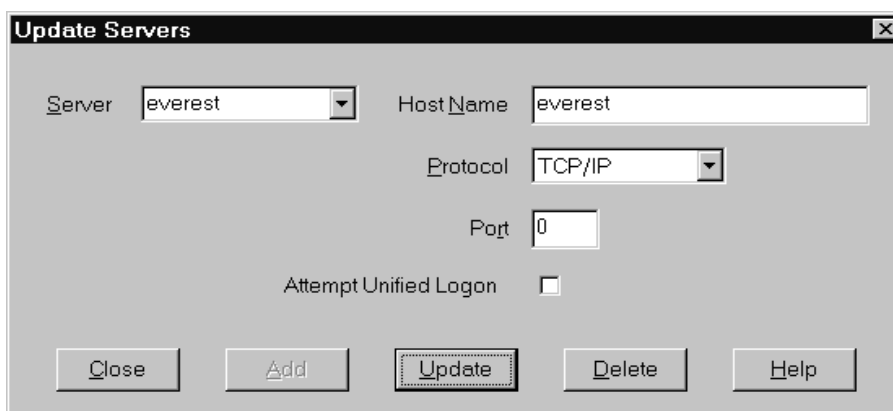 Update Servers
Server everest Host Name everest
Protocol TCP/IP
Port 0
Attempt Unified Logon
Close Add Update Delete Help